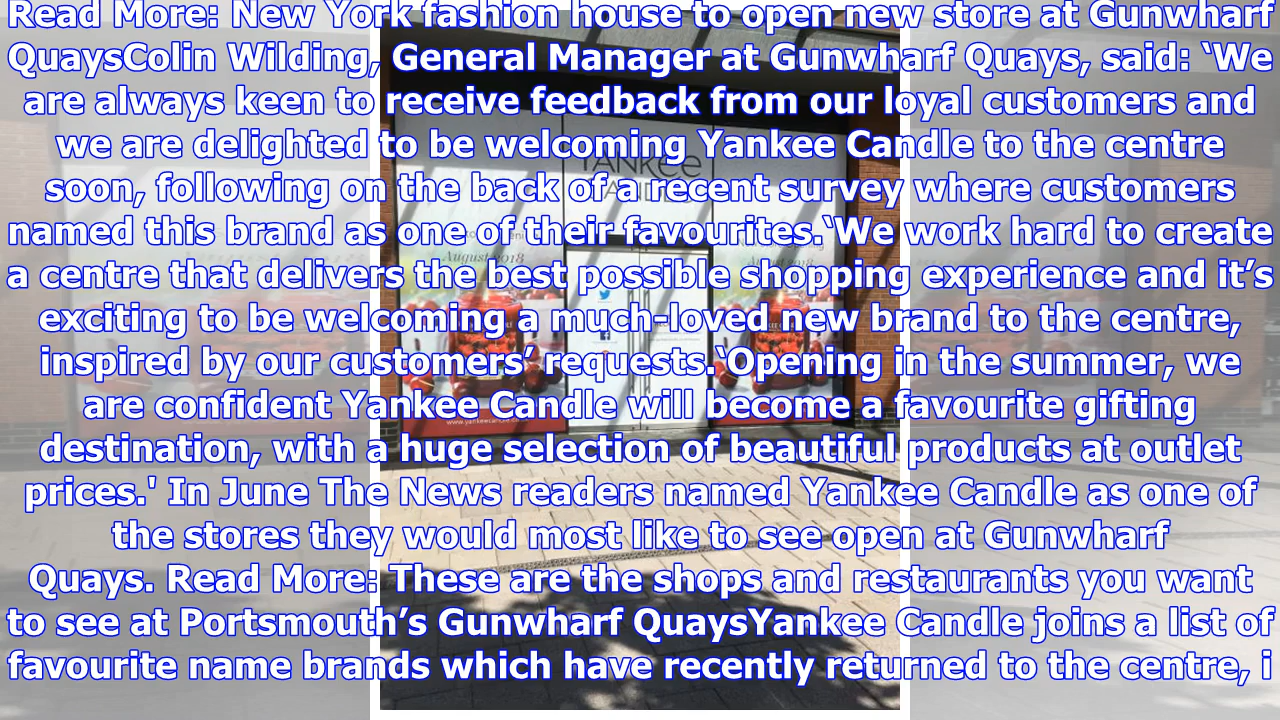 Read More: New York fashion house to open new store at Gunwharf
QuaysColin Wilding, General Manager at Gunwharf Quays, said: ‘We
are always keen to receive feedback from our loyal customers and
we are delighted to be welcoming Yankee Candle to the centre
soon, following on the back of a recent survey where customers
named this brand as one of their favourites.‘We work hard to create
a centre that delivers the best possible shopping experience and it’s
exciting to be welcoming a much-loved new brand to the centre,
inspired by our customers’ requests.‘Opening in the summer, we
are confident Yankee Candle will become a favourite gifting
destination, with a huge selection of beautiful products at outlet
prices.' In June The News readers named Yankee Candle as one of
the stores they would most like to see open at Gunwharf
Quays. Read More: These are the shops and restaurants you want
to see at Portsmouth’s Gunwharf QuaysYankee Candle joins a list of
favourite name brands which have recently returned to the centre, i
YANKEE
August 2018
August 2018